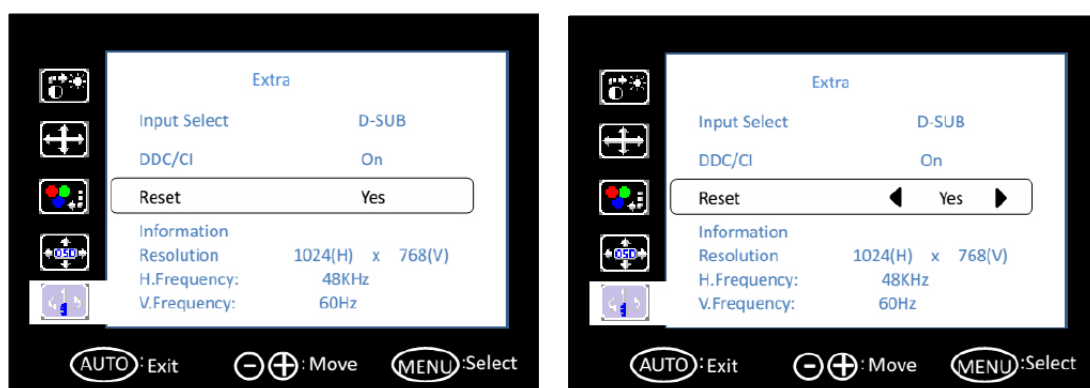 Extra
Input Select D-SUB
DDC/CI On
Reset Yes
Information
Resolution 1024(H) x 768(V)
H.Frequency: 48KHz
V.Frequency: 60Hz
OSD
AUTO: Exit - + : Move MENU:Select
Extra
Input Select D-SUB
DDC/CI On
Reset ◀ Yes ▶
Information
Resolution 1024(H) x 768(V)
H.Frequency: 48KHz
V.Frequency: 60Hz
OSD
AUTO: Exit - + : Move MENU:Select